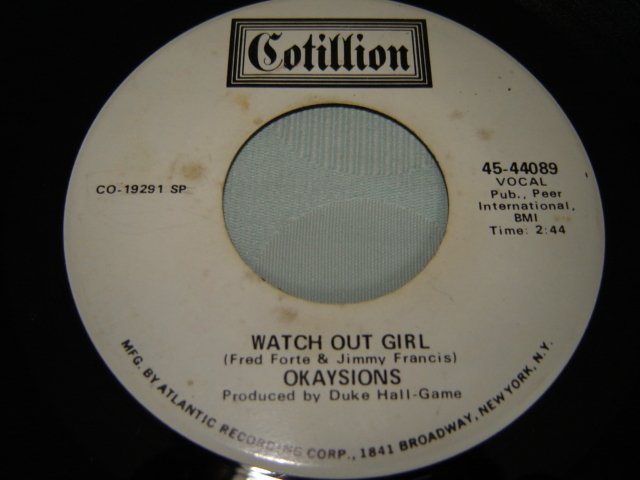 Cotillion
CO-19291 SP
45-44089
VOCAL
Pub., Peer
International,
BMI
Time: 2:44
WATCH OUT GIRL
(Fred Forte & Jimmy Francis)
OKAYSIONS
Produced by Duke Hall-Game
MFG. BY ATLANTIC RECORDING CORP., 1841 BROADWAY, NEW YORK, N.Y.